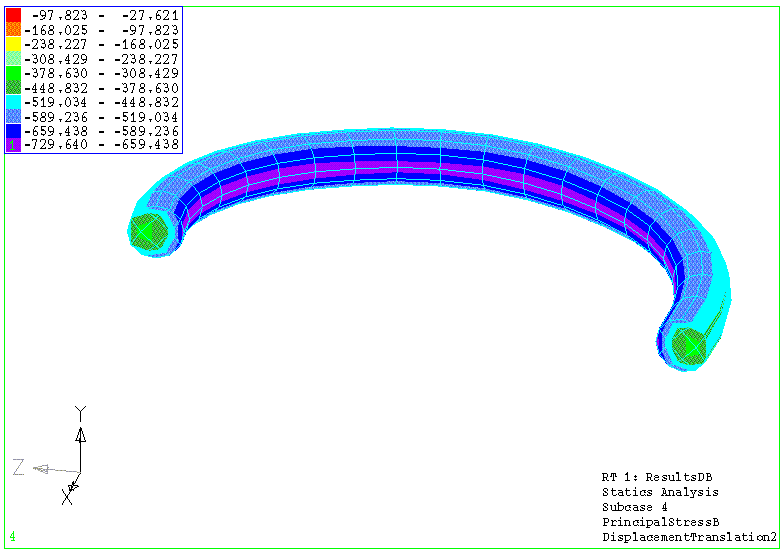 -97.823 - -27.621
-168.025 - -97.823
-238.227 - -168.025
-308.429 - -238.227
-378.630 - -308.429
-448.832 - -378.630
-519.034 - -448.832
-589.236 - -519.034
-659.438 - -589.236
1 -729.640 - -659.438
Y
Z
X
RT 1: ResultsDB
Statics Analysis
Subcase 4
PrincipalStressB
DisplacementTranslation2
4